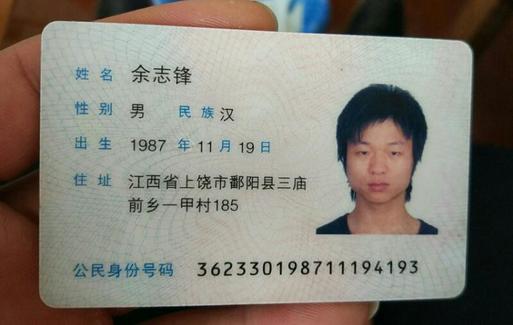 姓名 余志锋
性别 男 民族 汉
出生 1987 年 11 月 19 日
住址 江西省上饶市鄱阳县三庙
前乡一甲村185
公民身份号码 362330198711194193